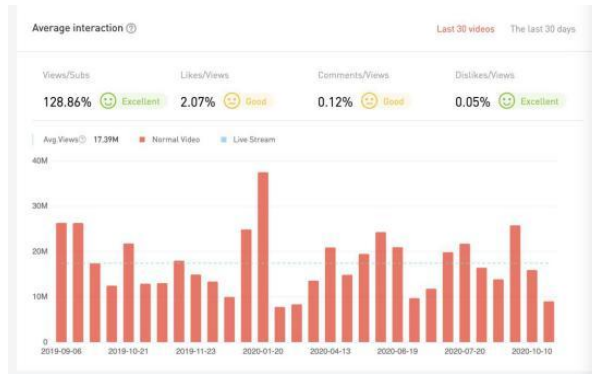 Average interaction ? Last 30 videos The last 30 days
Views/Subs Likes/Views Comments/Views Dislikes/Views
128.86% Excellent 2.07% Good 0.12% Good 0.05% Excellent
Avg.Views ? 17.39M Normal Video Live Stream
40M
30M
20M
10M
0
2019-09-06 2019-10-21 2019-11-23 2020-01-20 2020-04-13 2020-06-19 2020-07-20 2020-10-10